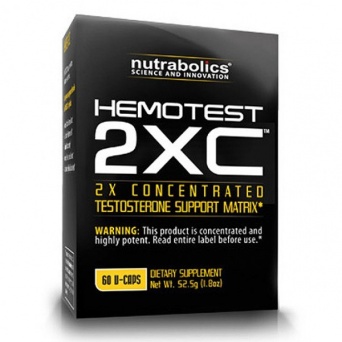 nutrabolics®
SCIENCE AND INNOVATION
HEMOTEST
2XC™
2X CONCENTRATED
TESTOSTERONE SUPPORT MATRIX*
WARNING: This product is concentrated and
highly potent. Read entire label before use.*
60 V-CAPS
DIETARY SUPPLEMENT
Net Wt. 52.5g (1.8oz)